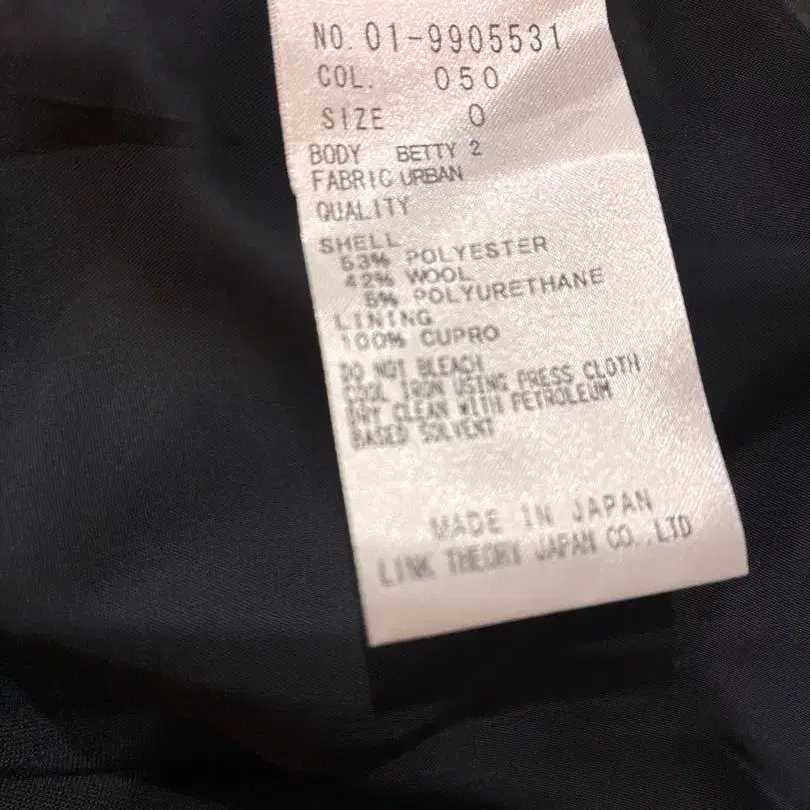 NO. 01-9905531
COL. 050
SIZE 0
BODY BETTY 2
FABRIC URBAN
QUALITY
SHELL
53% POLYESTER
42% WOOL
5% POLYURETHANE
LINING
100% CUPRO
DO NOT BLEACH
COOL IRON USING PRESS CLOTH
DRY CLEAN WITH PETROLEUM
BASED SOLVENT
MADE IN JAPAN
LINK THEORY JAPAN CO.,LTD